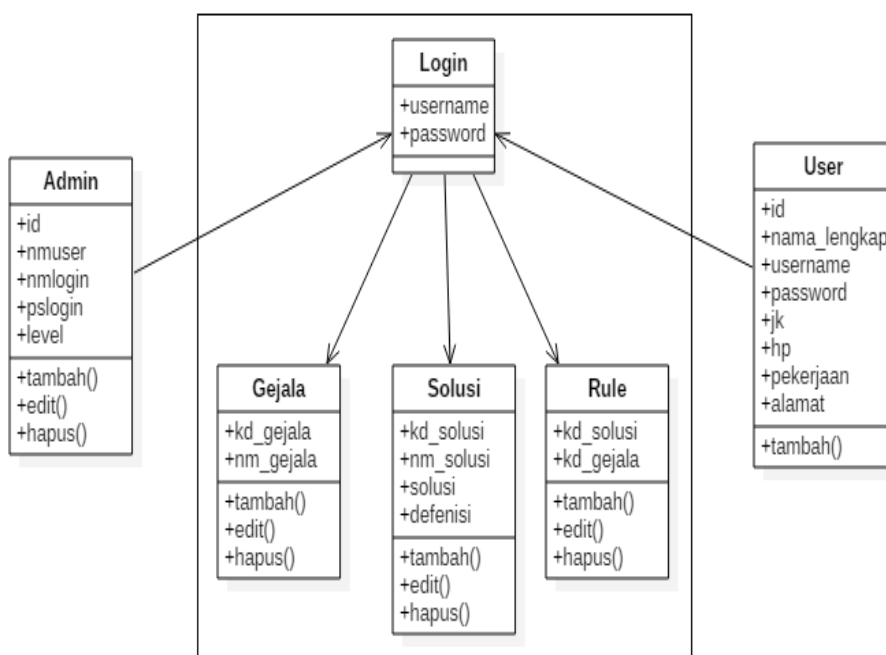 Login
+username
+password
Admin
+id
+nmuser
+nmlogin
+pslogin
+level
+tambah()
+edit()
+hapus()
User
+id
+nama_lengkap
+username
+password
+jk
+hp
+pekerjaan
+alamat
+tambah()
Gejala
+kd_gejala
+nm_gejala
+tambah()
+edit()
+hapus()
Solusi
+kd_solusi
+nm_solusi
+solusi
+defenisi
+tambah()
+edit()
+hapus()
Rule
+kd_solusi
+kd_gejala
+tambah()
+edit()
+hapus()